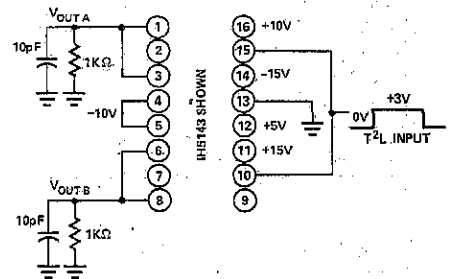 VOUT A
10pF
1KΩ
-10V
VOUT B
10pF
1KΩ
1
2
3
4
5
6
7
8
IH5143 SHOWN
16 +10V
15
14 -15V
13
12 +5V
11 +15V
10
9
0V
+3V
T²L INPUT